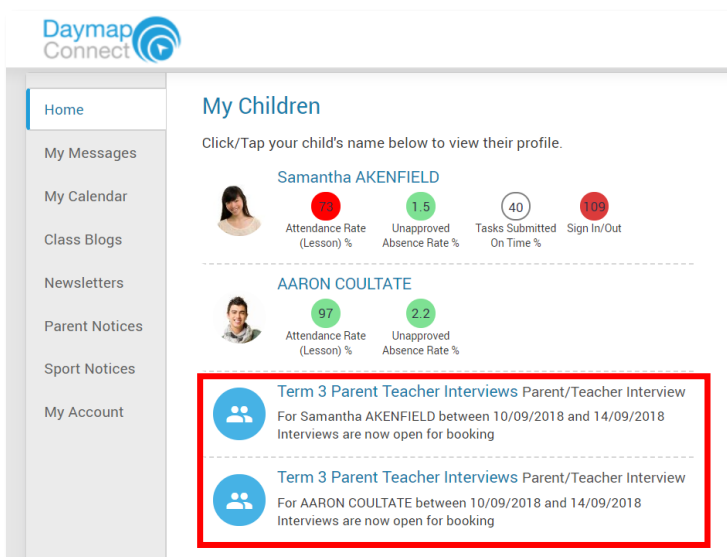 Daymap
Connect
Home
My Messages
My Calendar
Class Blogs
Newsletters
Parent Notices
Sport Notices
My Account
My Children
Click/Tap your child's name below to view their profile.
Samantha AKENFIELD
73 1.5 40 109
Attendance Rate Unapproved Tasks Submitted Sign In/Out
(Lesson) % Absence Rate % On Time %
AARON COULTATE
97 2.2
Attendance Rate Unapproved
(Lesson) % Absence Rate %
Term 3 Parent Teacher Interviews Parent/Teacher Interview
For Samantha AKENFIELD between 10/09/2018 and 14/09/2018
Interviews are now open for booking
Term 3 Parent Teacher Interviews Parent/Teacher Interview
For AARON COULTATE between 10/09/2018 and 14/09/2018
Interviews are now open for booking